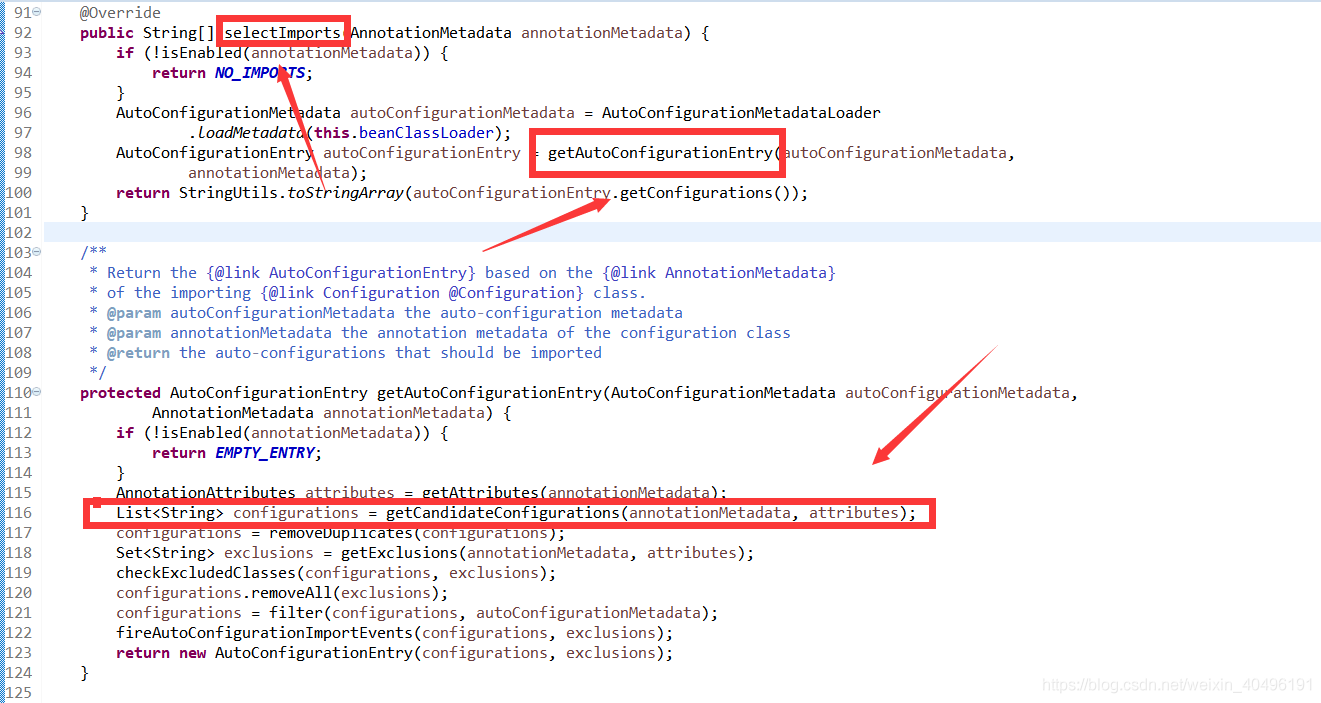 91 @Override
92 public String[] selectImports(AnnotationMetadata annotationMetadata) {
93 if (!isEnabled(annotationMetadata)) {
94 return NO_IMPORTS;
95 }
96 AutoConfigurationMetadata autoConfigurationMetadata = AutoConfigurationMetadataLoader
97 .loadMetadata(this.beanClassLoader);
98 AutoConfigurationEntry autoConfigurationEntry = getAutoConfigurationEntry(autoConfigurationMetadata,
99 annotationMetadata);
100 return StringUtils.toStringArray(autoConfigurationEntry.getConfigurations());
101 }
102
103 /**
104 * Return the {@link AutoConfigurationEntry} based on the {@link AnnotationMetadata}
105 * of the importing {@link Configuration @Configuration} class.
106 * @param autoConfigurationMetadata the auto-configuration metadata
107 * @param annotationMetadata the annotation metadata of the configuration class
108 * @return the auto-configurations that should be imported
109 */
110 protected AutoConfigurationEntry getAutoConfigurationEntry(AutoConfigurationMetadata autoConfigurationMetadata,
111 AnnotationMetadata annotationMetadata) {
112 if (!isEnabled(annotationMetadata)) {
113 return EMPTY_ENTRY;
114 }
115 AnnotationAttributes attributes = getAttributes(annotationMetadata);
116 List<String> configurations = getCandidateConfigurations(annotationMetadata, attributes);
117 configurations = removeDuplicates(configurations);
118 Set<String> exclusions = getExclusions(annotationMetadata, attributes);
119 checkExcludedClasses(configurations, exclusions);
120 configurations.removeAll(exclusions);
121 configurations = filter(configurations, autoConfigurationMetadata);
122 fireAutoConfigurationImportEvents(configurations, exclusions);
123 return new AutoConfigurationEntry(configurations, exclusions);
124 }
125
https://blog.csdn.net/weixin_40496191